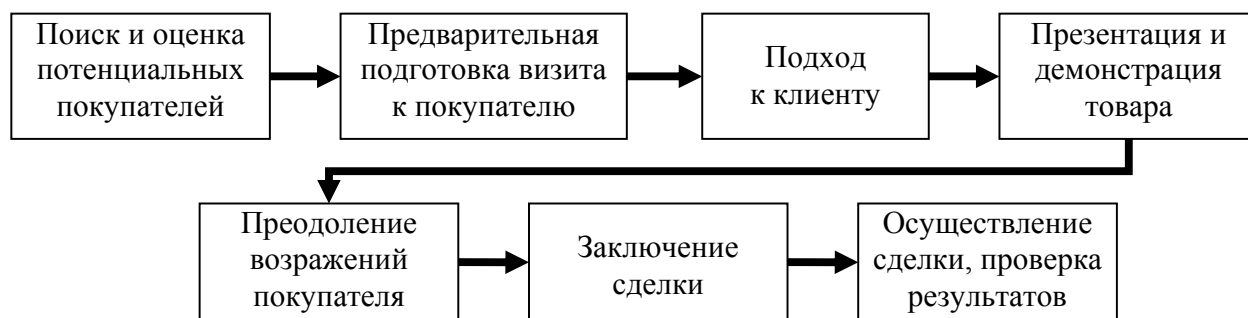 Поиск и оценка
потенциальных
покупателей
Предварительная
подготовка визита
к покупателю
Подход
к клиенту
Презентация и
демонстрация
товара
Преодоление
возражений
покупателя
Заключение
сделки
Осуществление
сделки, проверка
результатов